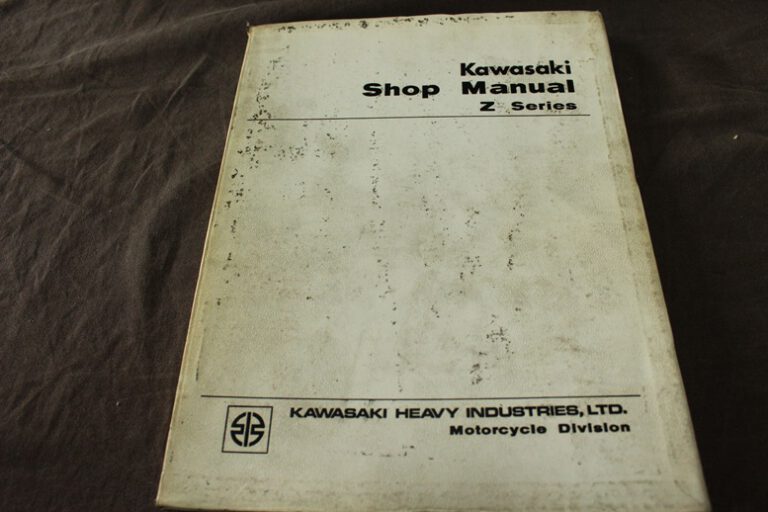 Kawasaki
Shop Manual
Z Series
KAWASAKI HEAVY INDUSTRIES, LTD.
Motorcycle Division